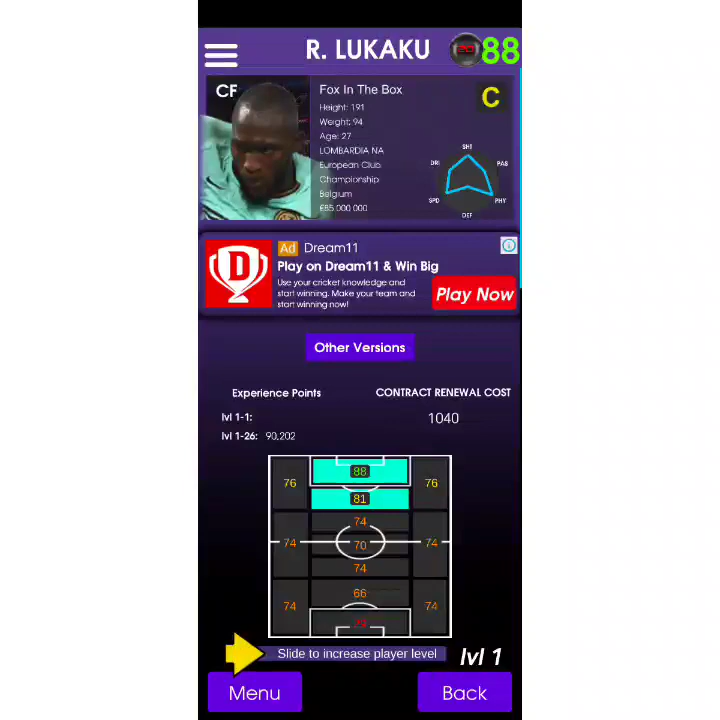 R. LUKAKU
20
88
CF
Fox In The Box
C
Height: 191
Weight: 94
Age: 27
LOMBARDIA NA
European Club
Championship
Belgium
€85 000 000
SHT
DRI
PAS
SPD
PHY
DEF
D
Ad Dream11
Play on Dream11 & Win Big
Use your cricket knowledge and
start winning. Make your team and
start winning now!
Play Now
Other Versions
Experience Points
CONTRACT RENEWAL COST
lvl 1-1:
1040
lvl 1-26: 90,202
88
76
76
81
74
74
70
74
74
66
74
74
Slide to increase player level
lvl 1
Menu
Back